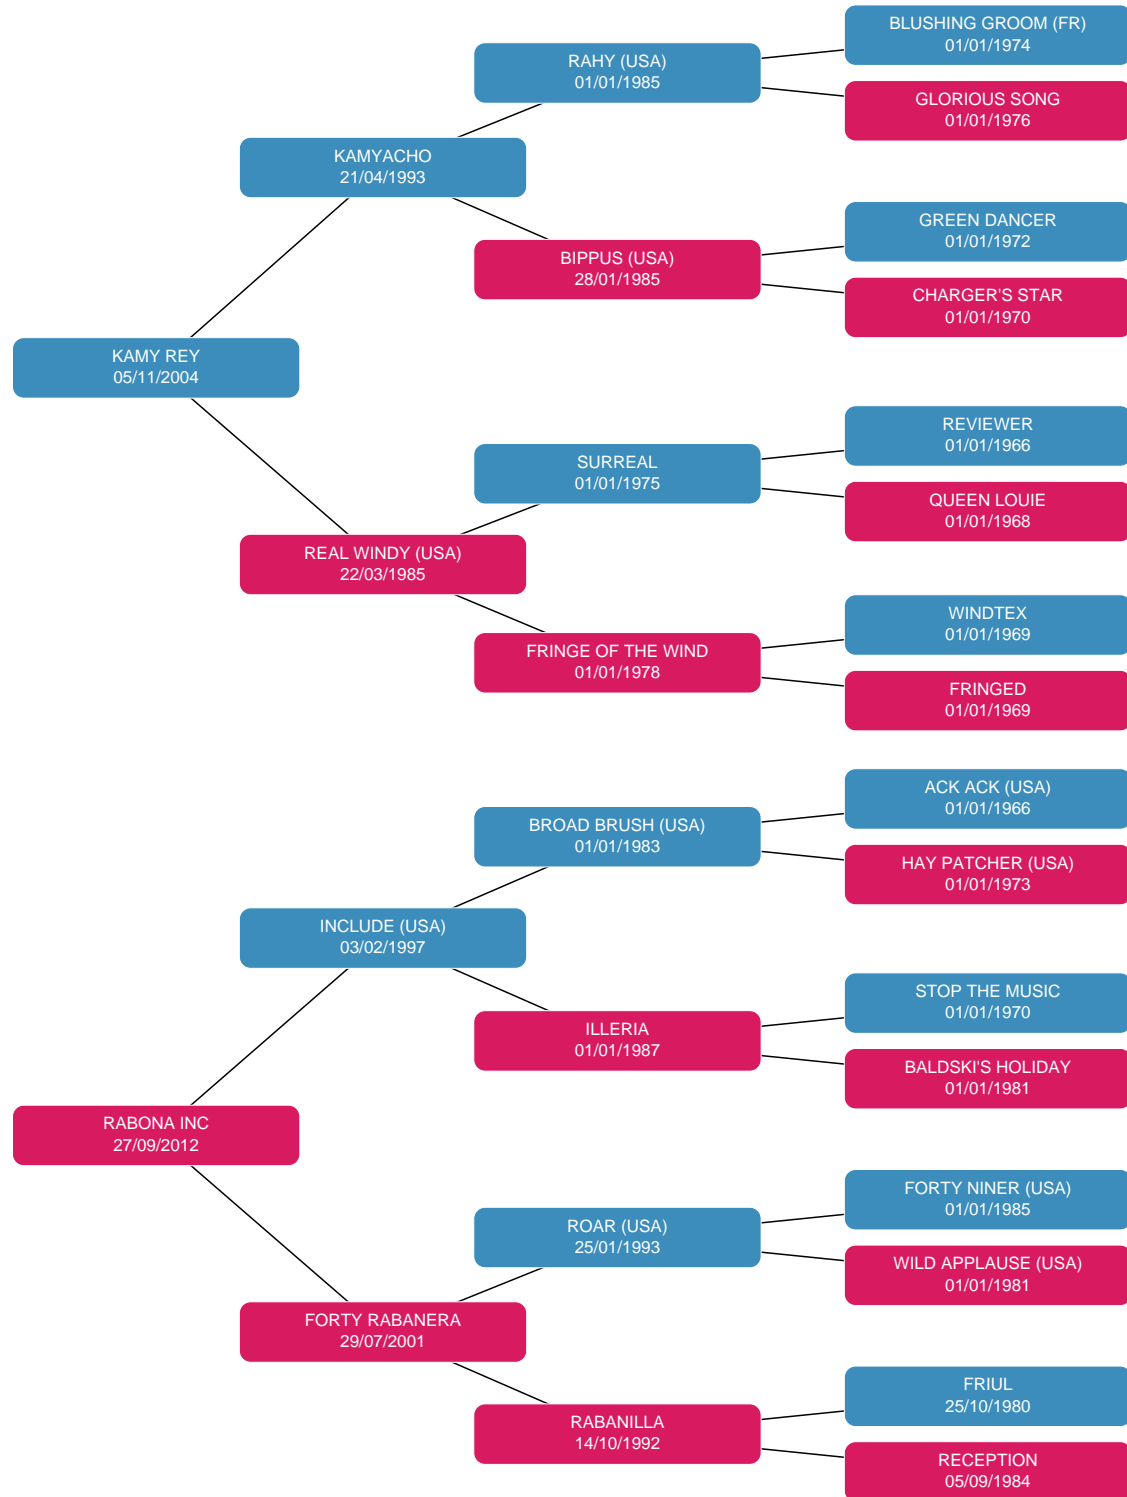 BLUSHING GROOM (FR)
01/01/1974
RAHY (USA)
01/01/1985
GLORIOUS SONG
01/01/1976
KAMYACHO
21/04/1993
GREEN DANCER
01/01/1972
BIPPUS (USA)
28/01/1985
CHARGER'S STAR
01/01/1970
KAMY REY
05/11/2004
REVIEWER
01/01/1966
SURREAL
01/01/1975
QUEEN LOUIE
01/01/1968
REAL WINDY (USA)
22/03/1985
WINDTEX
01/01/1969
FRINGE OF THE WIND
01/01/1978
FRINGED
01/01/1969
ACK ACK (USA)
01/01/1966
BROAD BRUSH (USA)
01/01/1983
HAY PATCHER (USA)
01/01/1973
INCLUDE (USA)
03/02/1997
STOP THE MUSIC
01/01/1970
ILLERIA
01/01/1987
BALDSKI'S HOLIDAY
01/01/1981
RABONA INC
27/09/2012
FORTY NINER (USA)
01/01/1985
ROAR (USA)
25/01/1993
WILD APPLAUSE (USA)
01/01/1981
FORTY RABANERA
29/07/2001
FRIUL
25/10/1980
RABANILLA
14/10/1992
RECEPTION
05/09/1984